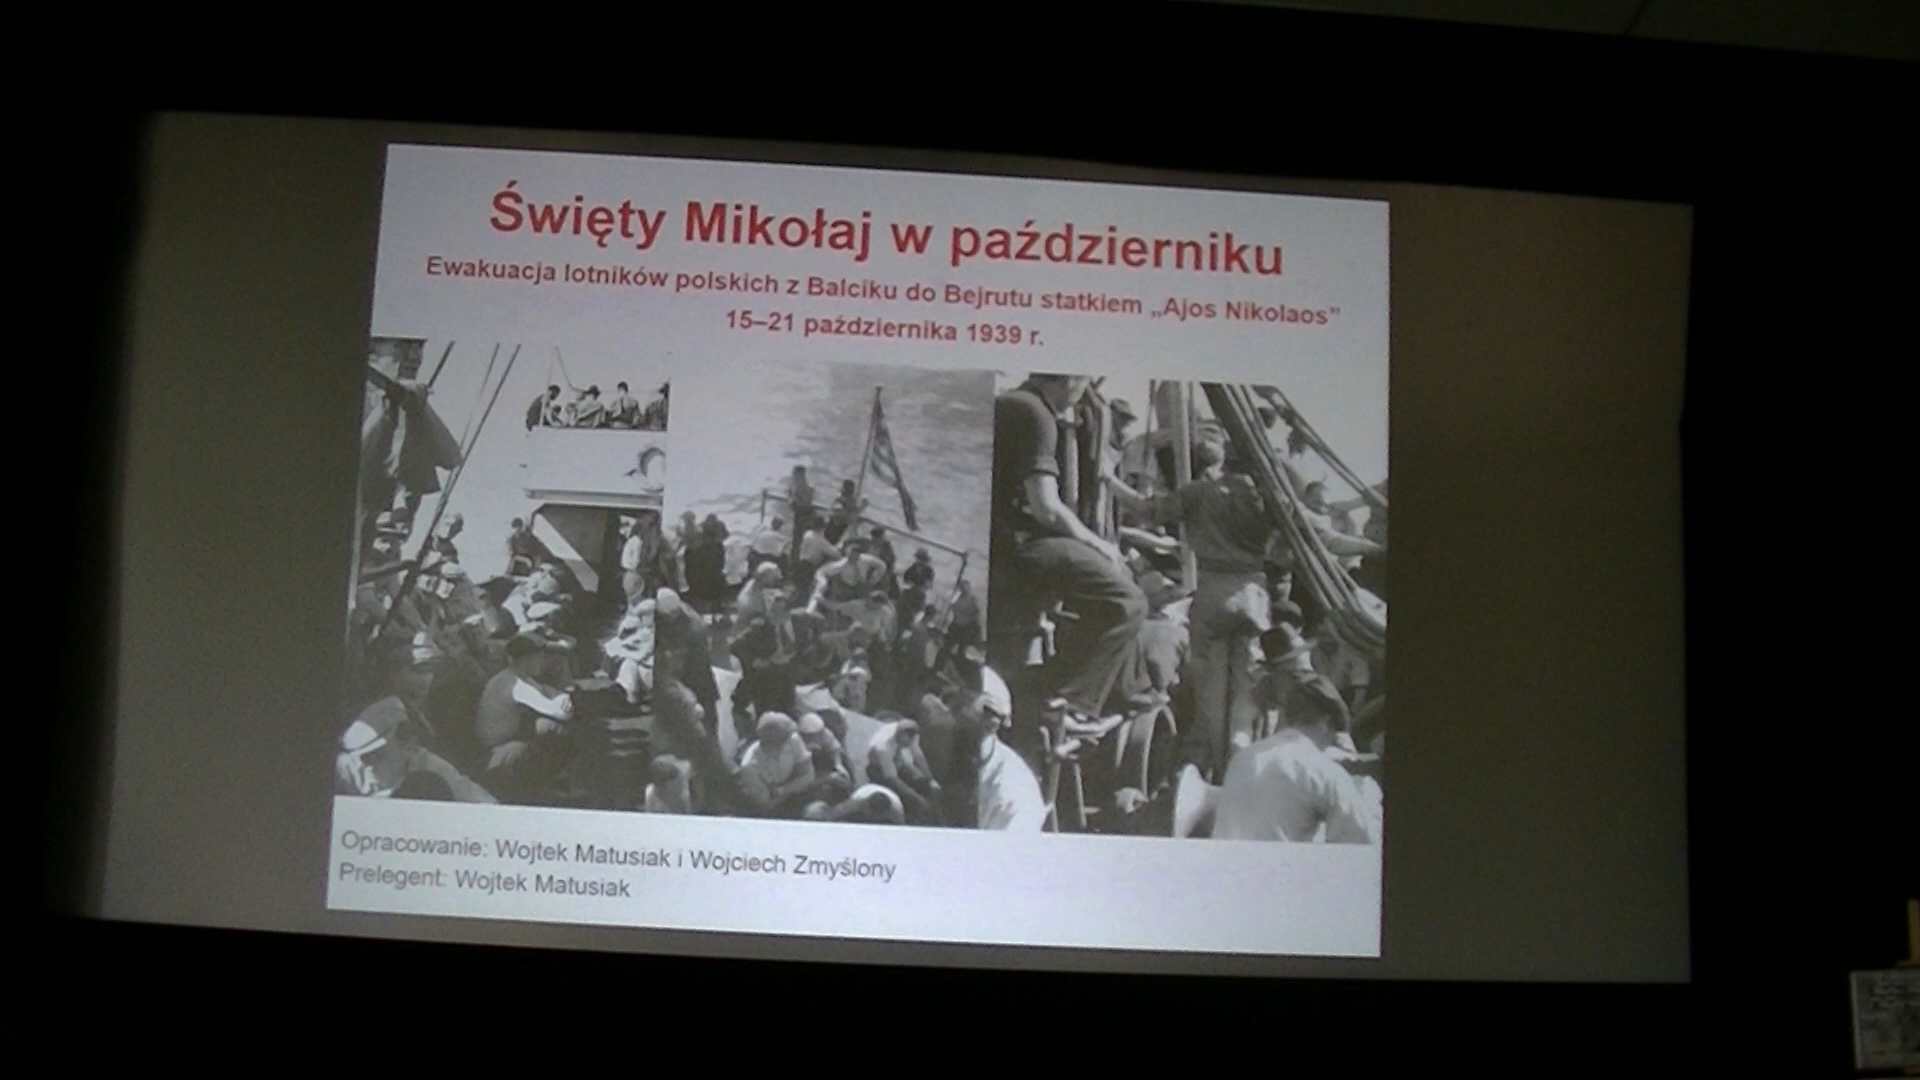 Święty Mikołaj w październiku
Ewakuacja lotników polskich z Balciku do Bejrutu statkiem „Ajos Nikolaos”
15–21 października 1939 r.
Opracowanie: Wojtek Matusiak i Wojciech Zmyślony
Prelegent: Wojtek Matusiak